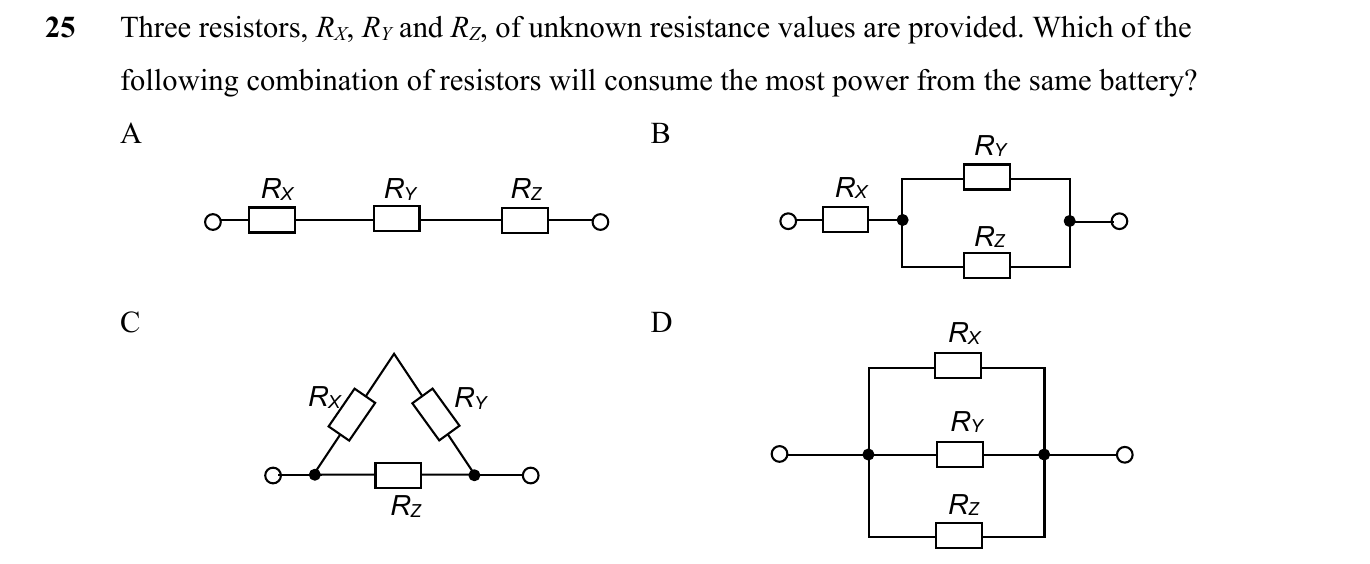 25 Three resistors, RX, RY and RZ, of unknown resistance values are provided. Which of the
following combination of resistors will consume the most power from the same battery?
A
B
RX RY RZ
RX
RY
RZ
C
D
RX
RY
RZ
RX
RY
RZ